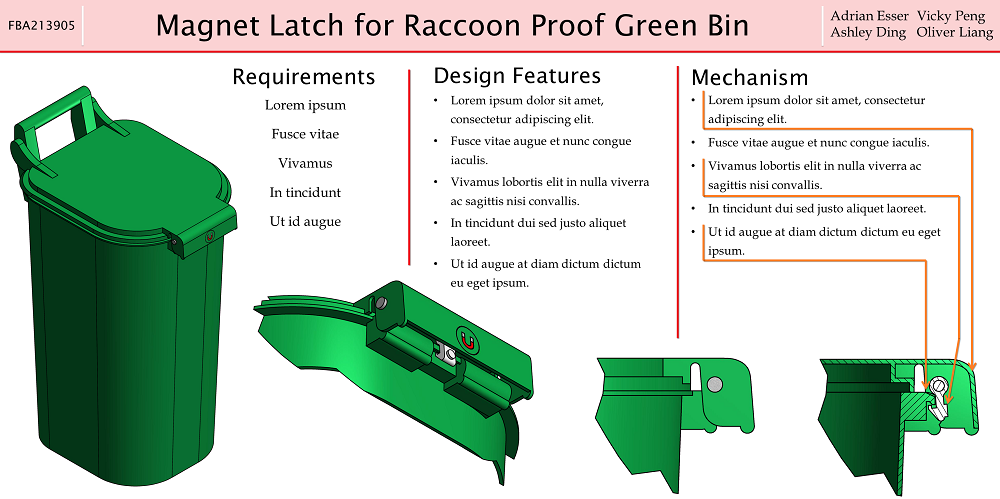 FBA213905
Magnet Latch for Raccoon Proof Green Bin
Adrian Esser Vicky Peng
Ashley Ding Oliver Liang
Requirements
Lorem ipsum
Fusce vitae
Vivamus
In tincidunt
Ut id augue
Design Features
• Lorem ipsum dolor sit amet,
consectetur adipiscing elit.
• Fusce vitae augue et nunc congue
iaculis.
• Vivamus lobortis elit in nulla viverra
ac sagittis nisi convallis.
• In tincidunt dui sed justo aliquet
laoreet.
• Ut id augue at diam dictum dictum
eu eget ipsum.
Mechanism
• Lorem ipsum dolor sit amet, consectetur
adipiscing elit.
• Fusce vitae augue et nunc congue iaculis.
• Vivamus lobortis elit in nulla viverra ac
sagittis nisi convallis.
• In tincidunt dui sed justo aliquet laoreet.
• Ut id augue at diam dictum dictum eu eget
ipsum.